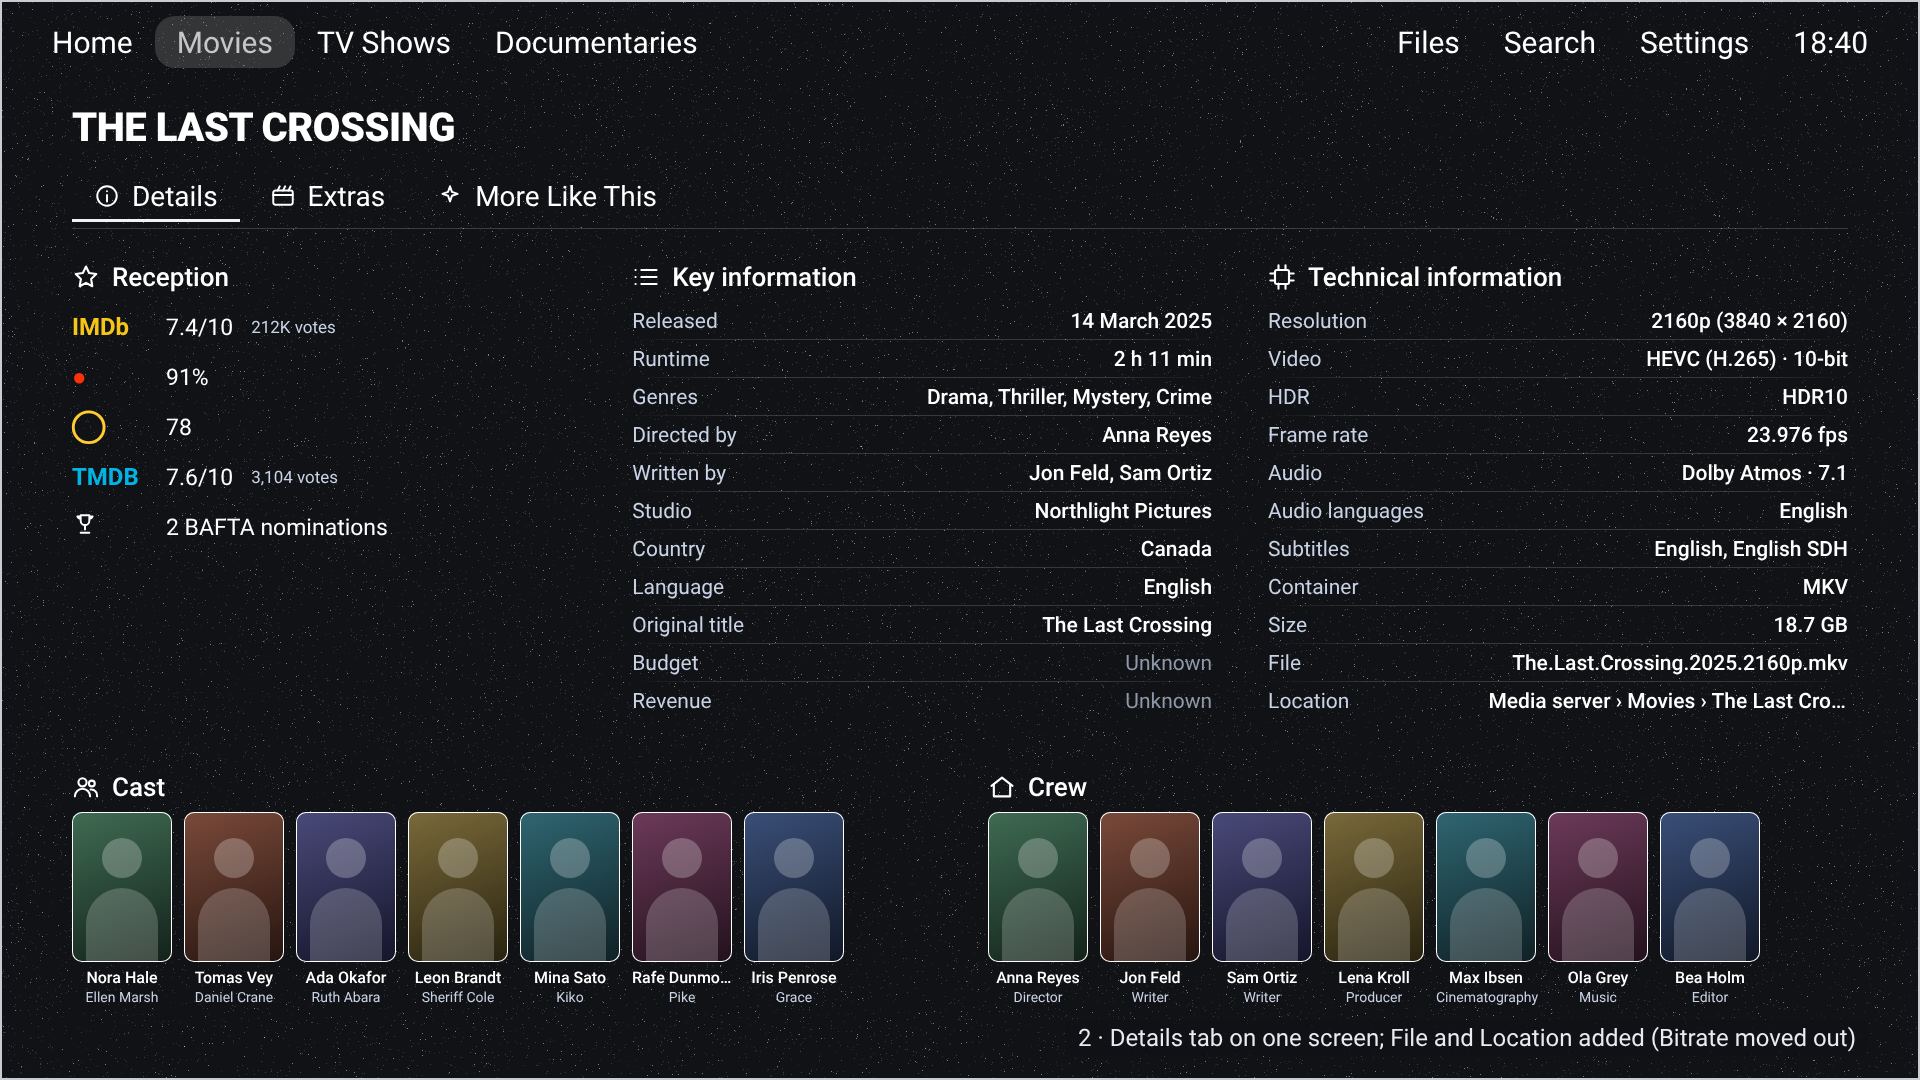 Home Movies TV Shows Documentaries Files Search Settings 18:40
THE LAST CROSSING
Details Extras More Like This
Reception
IMDb 7.4/10 212K votes
91%
78
TMDB 7.6/10 3,104 votes
2 BAFTA nominations
Key information
Released 14 March 2025
Runtime 2 h 11 min
Genres Drama, Thriller, Mystery, Crime
Directed by Anna Reyes
Written by Jon Feld, Sam Ortiz
Studio Northlight Pictures
Country Canada
Language English
Original title The Last Crossing
Budget Unknown
Revenue Unknown
Technical information
Resolution 2160p (3840 × 2160)
Video HEVC (H.265) · 10-bit
HDR HDR10
Frame rate 23.976 fps
Audio Dolby Atmos · 7.1
Audio languages English
Subtitles English, English SDH
Container MKV
Size 18.7 GB
File The.Last.Crossing.2025.2160p.mkv
Location Media server › Movies › The Last Cro...
Cast
Nora Hale Tomas Vey Ada Okafor Leon Brandt Mina Sato Rafe Dunmo... Iris Penrose
Ellen Marsh Daniel Crane Ruth Abara Sheriff Cole Kiko Pike Grace
Crew
Anna Reyes Jon Feld Sam Ortiz Lena Kroll Max Ibsen Ola Grey Bea Holm
Director Writer Writer Producer Cinematography Music Editor
2 · Details tab on one screen; File and Location added (Bitrate moved out)